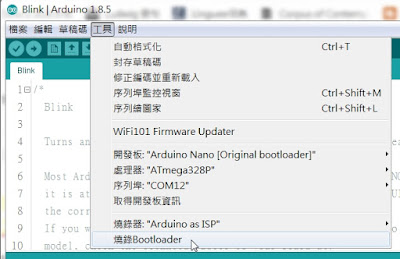 Blink | Arduino 1.8.5
檔案 編輯 草稿碼 工具 說明
自動格式化 Ctrl+T
封存草稿碼
修正編碼並重新載入
序列埠監控視窗 Ctrl+Shift+M
序列繪圖家 Ctrl+Shift+L
WiFi101 Firmware Updater
開發板: "Arduino Nano [Original bootloader]"
處理器: "ATmega328P"
序列埠: "COM12"
取得開發板資訊
燒錄器: "Arduino as ISP"
燒錄Bootloader
Blink
1 /*
2 Blink
3
4 Turns an
5
6 Most Ard
7 it is at
8 the corr
9 If you w
10 model, c